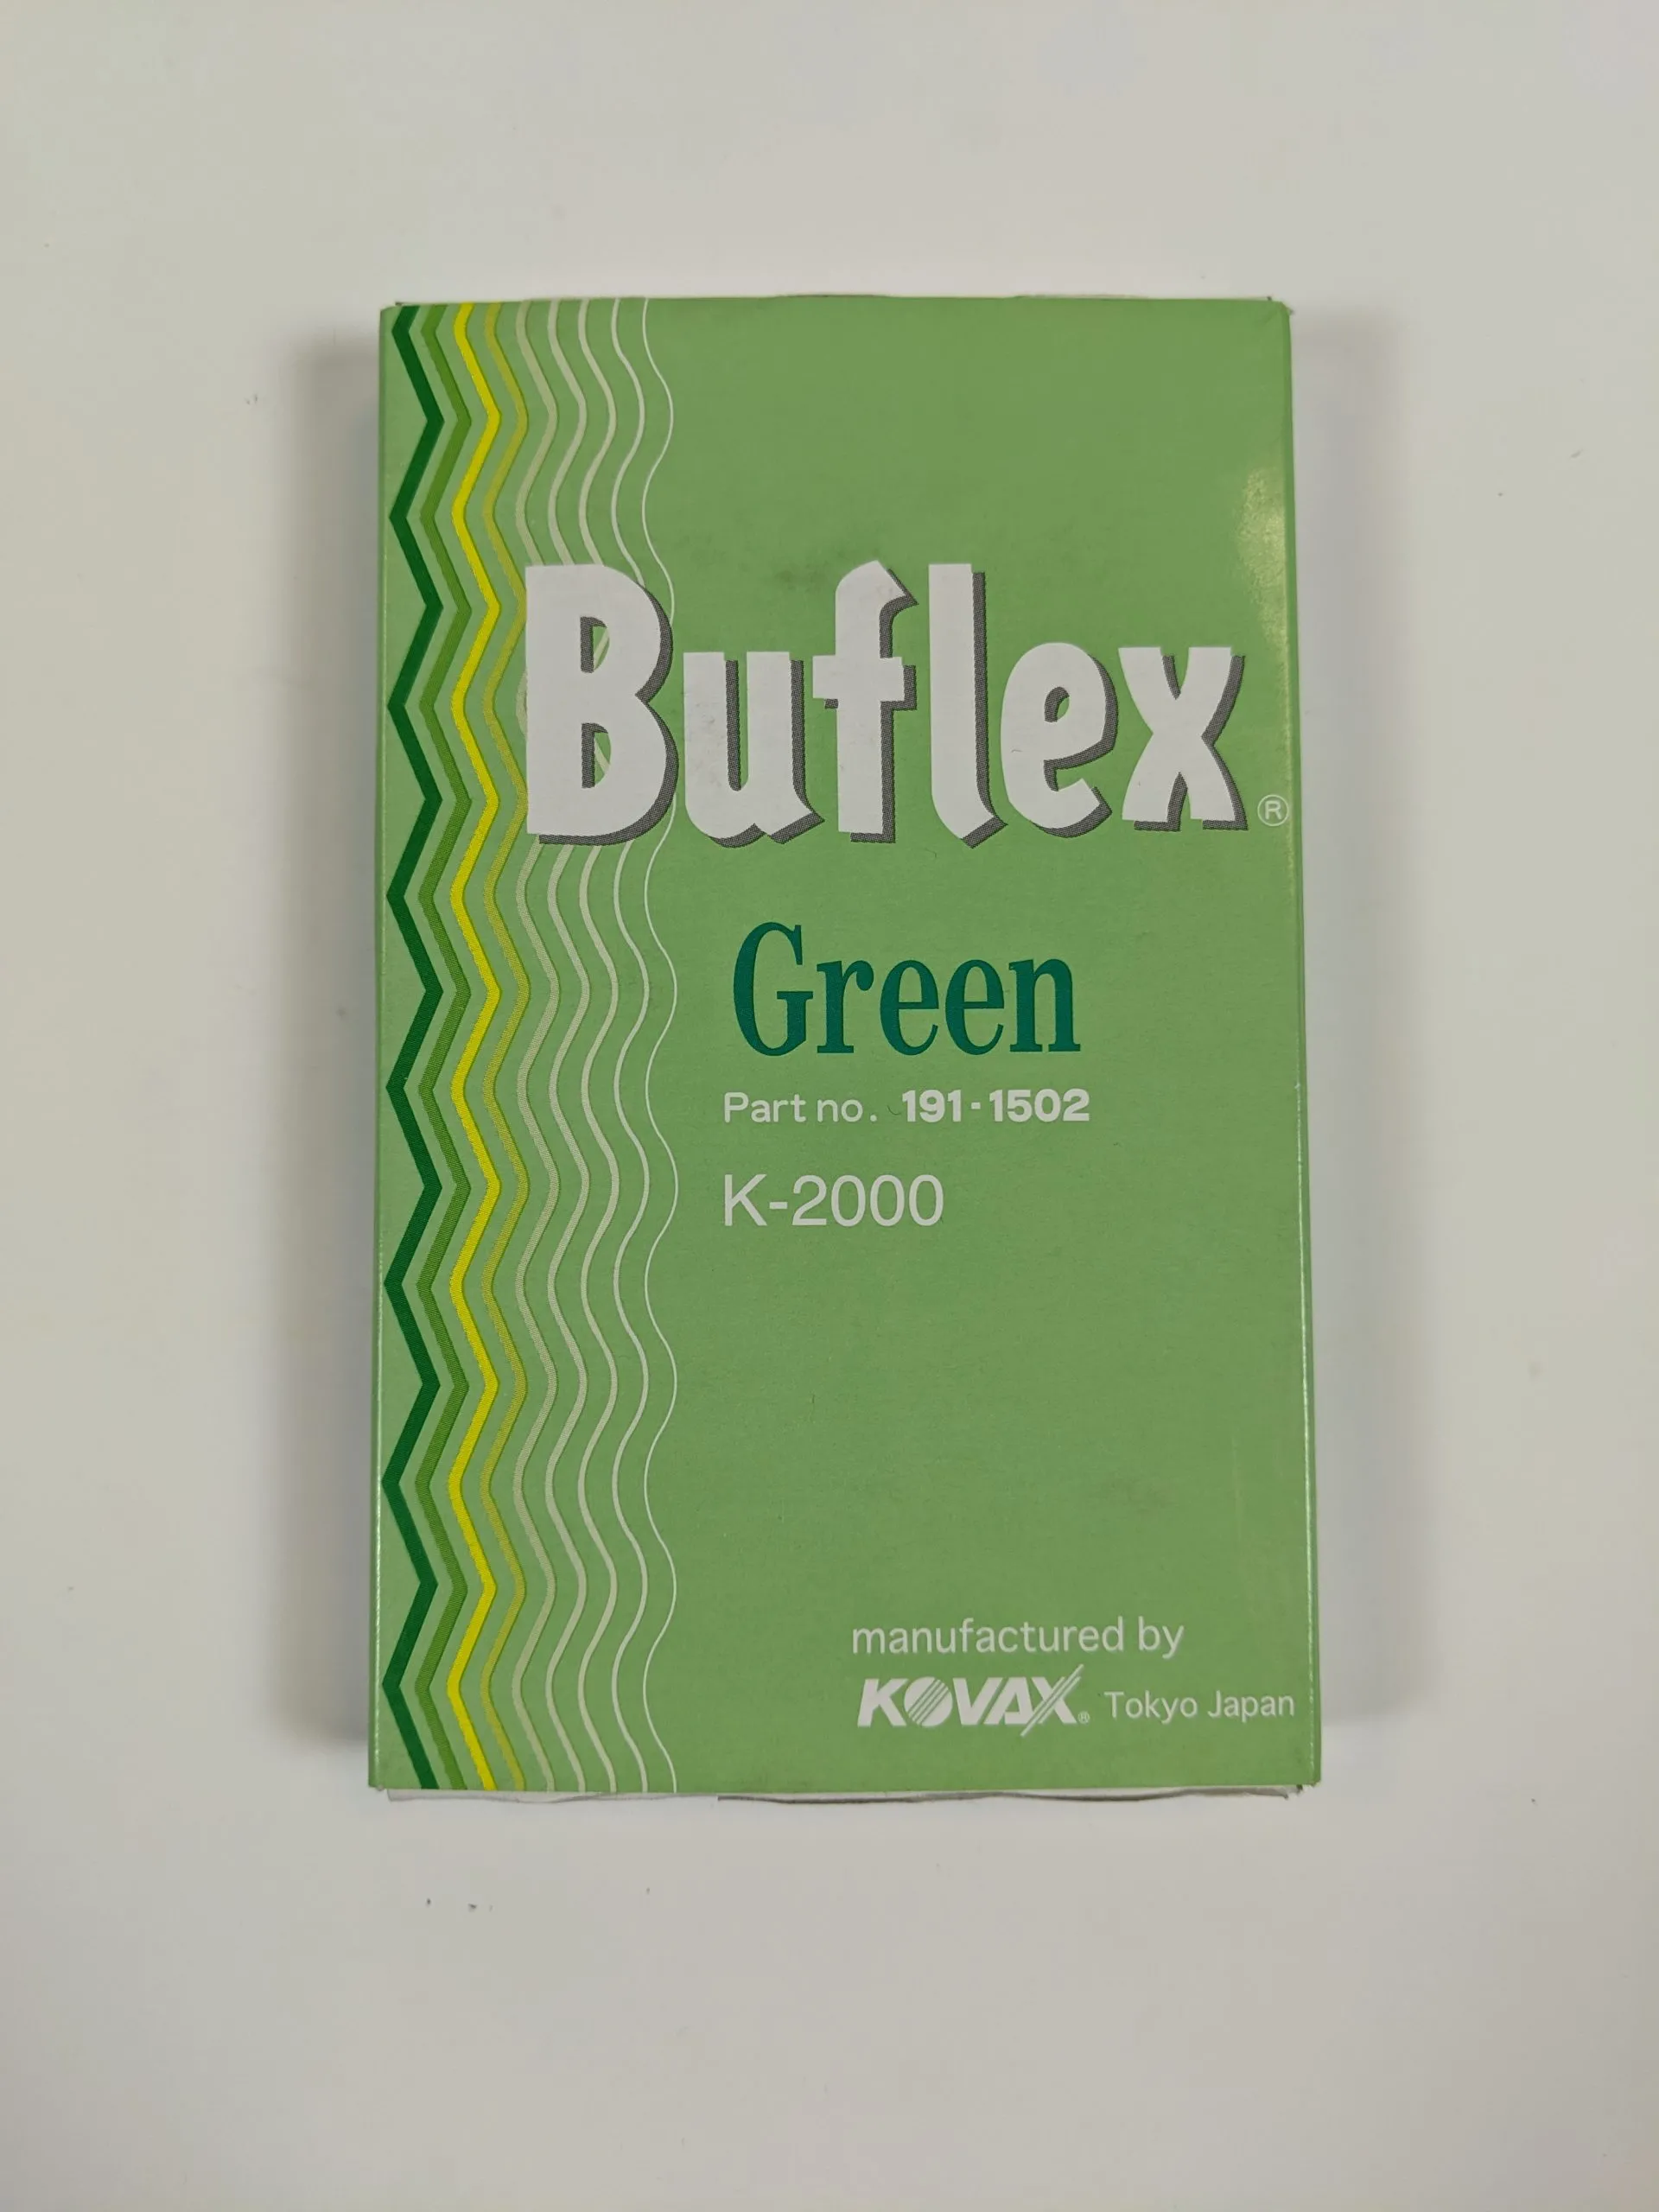 Buflex®
Green
Part no. 191-1502
K-2000
manufactured by
KOVAX® Tokyo Japan